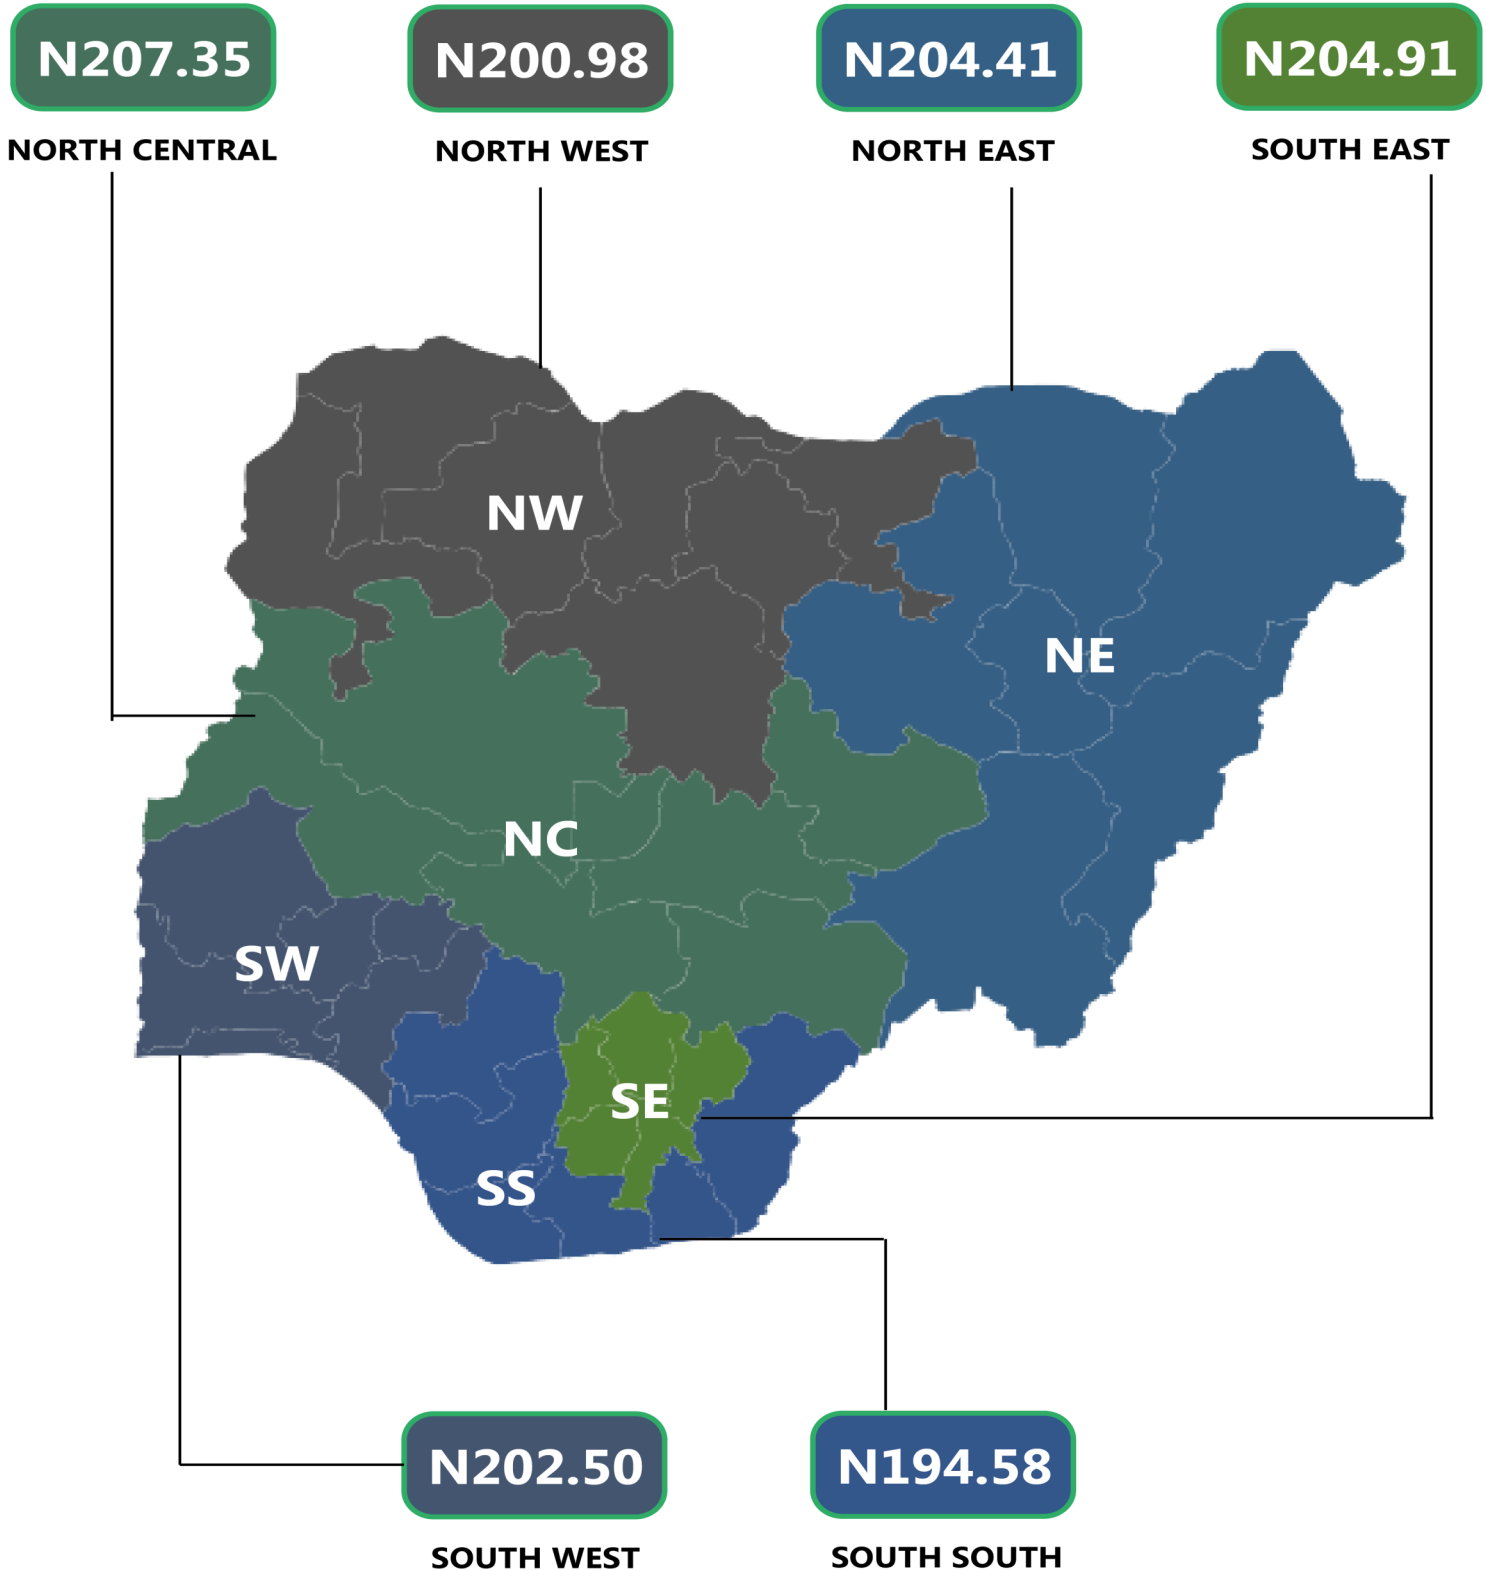 N207.35
NORTH CENTRAL
N200.98
NORTH WEST
N204.41
NORTH EAST
N204.91
SOUTH EAST
NW
NE
NC
SW
SE
SS
N202.50
SOUTH WEST
N194.58
SOUTH SOUTH